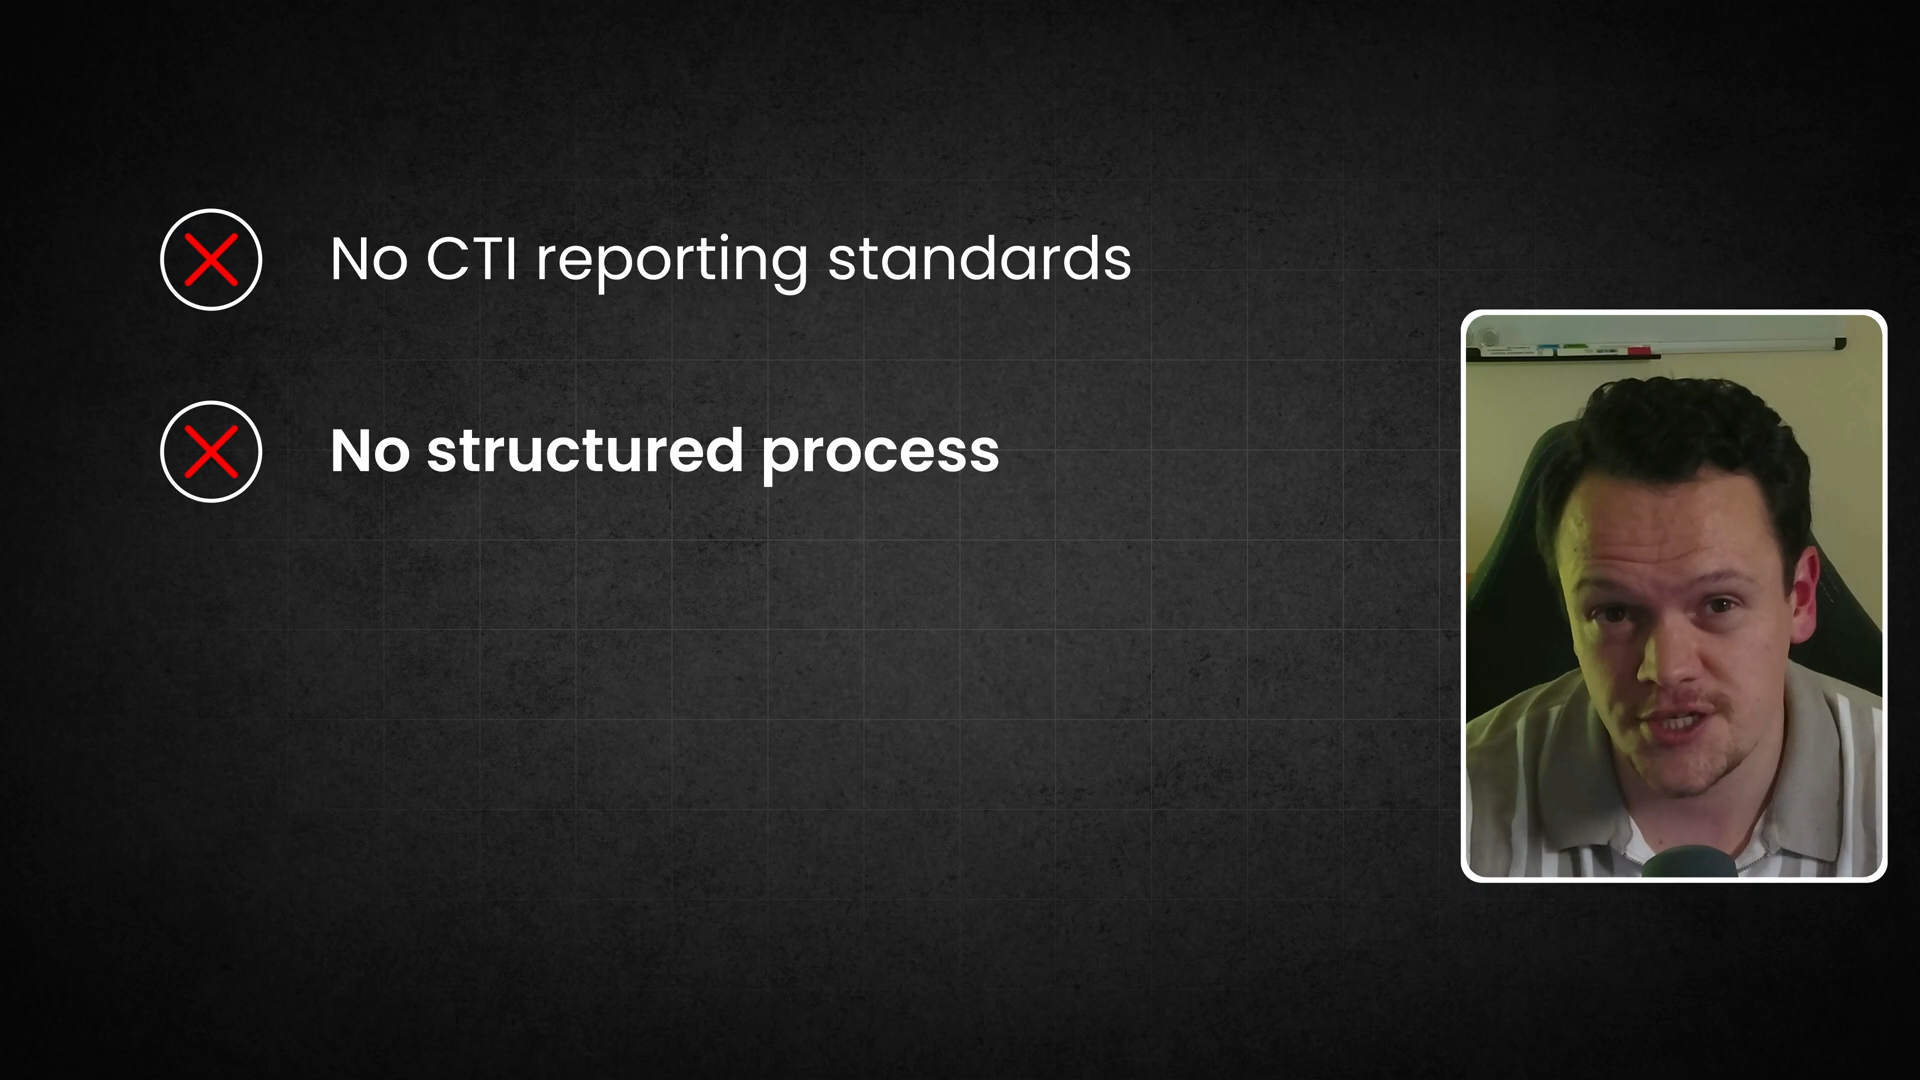 No CTI reporting standards
No structured process